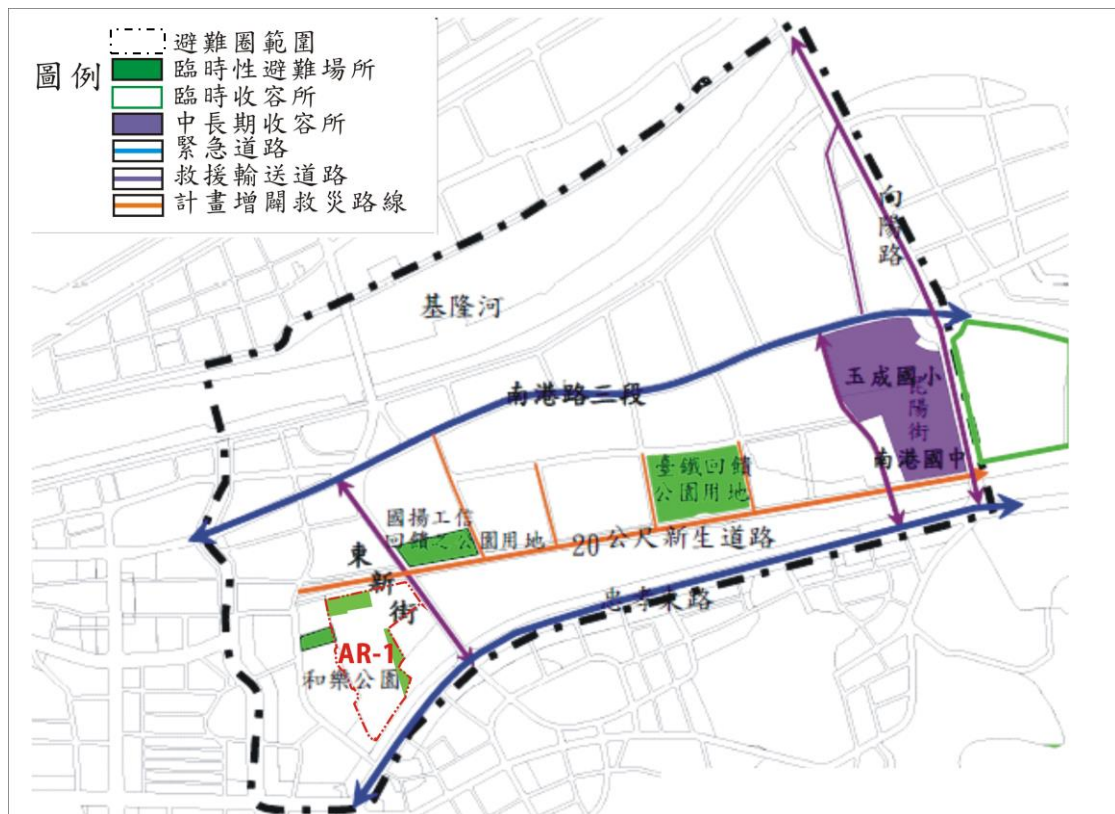 圖例
避難圈範圍
臨時性避難場所
臨時收容所
中長期收容所
緊急道路
救援輸送道路
計畫增闢救災路線
向陽路
基隆河
南港路三段
玉成國小
忛陽街
南港國中
臺鐵回饋
公園用地
國揚工信
回饋之公園用地
20公尺新生道路
東新街
忠孝東路
AR-1
和樂公園